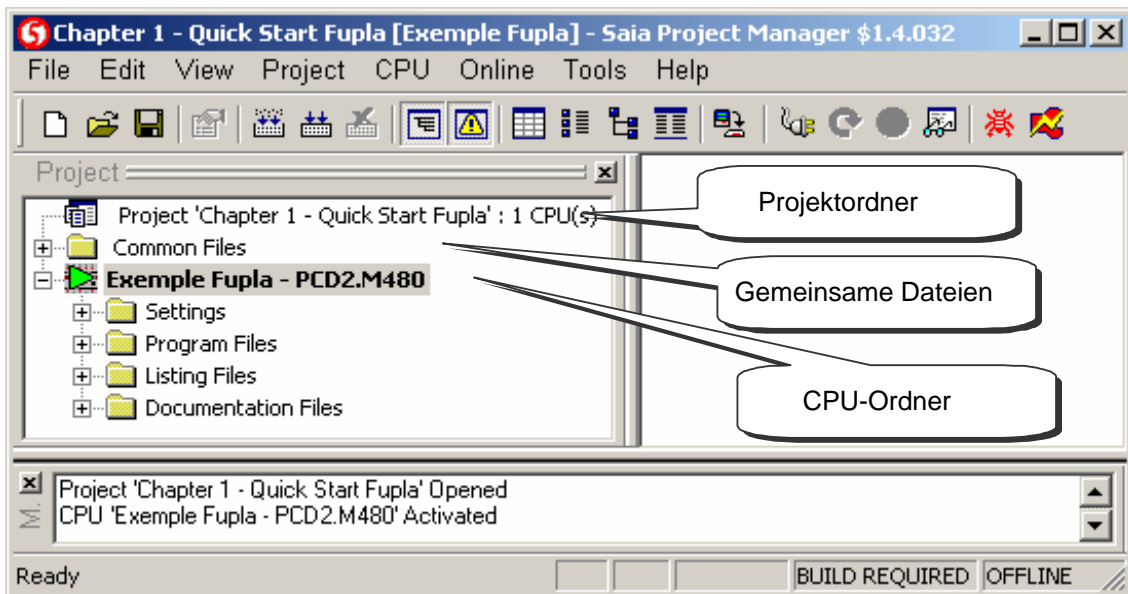 Chapter 1 - Quick Start Fupla [Exemple Fupla] - Saia Project Manager $1.4.032
File Edit View Project CPU Online Tools Help
Project
Project 'Chapter 1 - Quick Start Fupla' : 1 CPU(s)
Projektordner
Common Files
Exemple Fupla - PCD2.M480
Gemeinsame Dateien
Settings
Program Files
Listing Files
CPU-Ordner
Documentation Files
Project 'Chapter 1 - Quick Start Fupla' Opened
CPU 'Exemple Fupla - PCD2.M480' Activated
M.
Ready BUILD REQUIRED OFFLINE